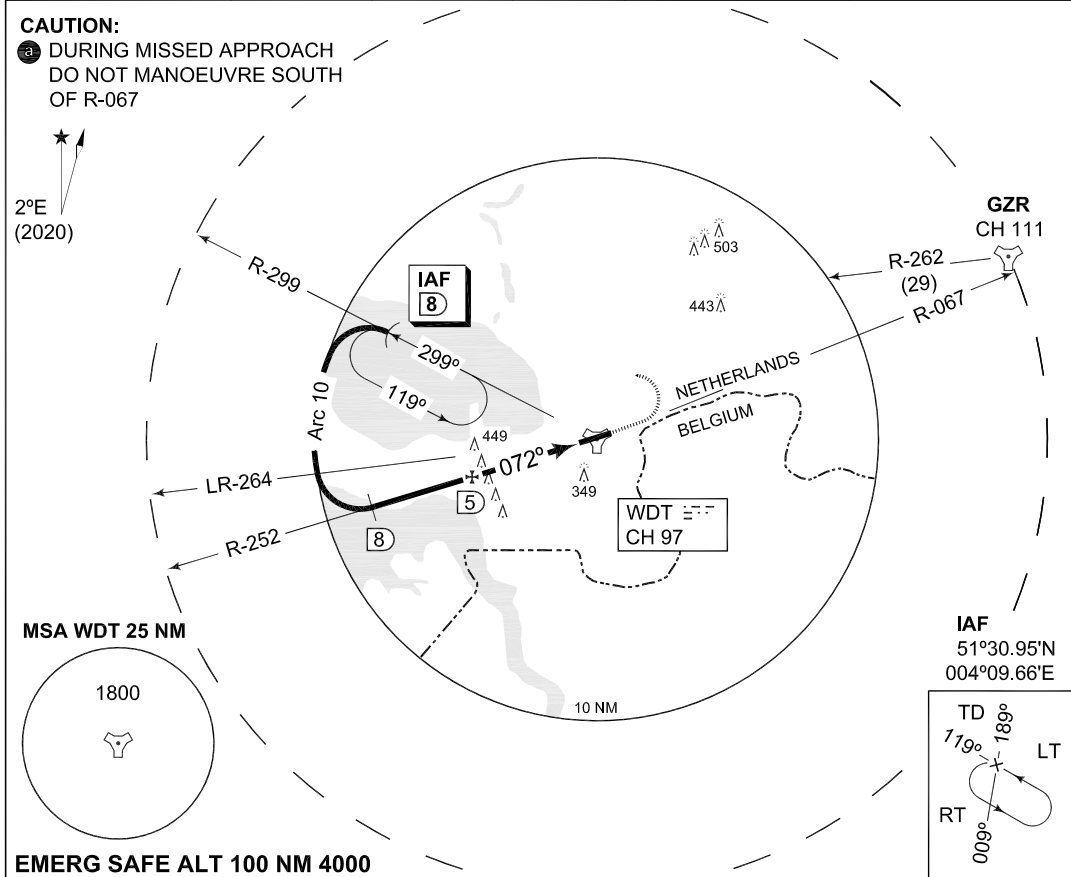 CAUTION:
a DURING MISSED APPROACH
DO NOT MANOEUVRE SOUTH
OF R-067
2ºE
(2020)
GZR
CH 111
R-262
(29)
R-067
503
443
R-299
IAF
8
299º
119º
NETHERLANDS
BELGIUM
Arc 10
449
072º
LR-264
5
349
R-252
8
WDT
CH 97
MSA WDT 25 NM
1800
10 NM
IAF
51º30.95'N
004º09.66'E
TD
119º
189º
LT
RT
009º
EMERG SAFE ALT 100 NM 4000